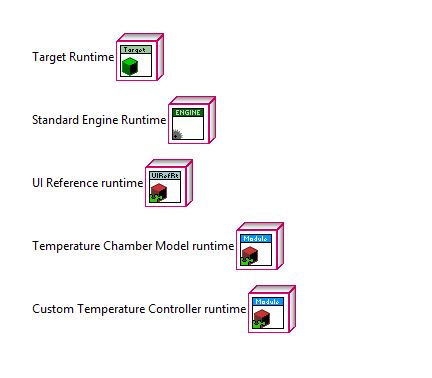 Target Runtime
Target
Standard Engine Runtime
ENGINE
UI Reference runtime
UIRefRt
Temperature Chamber Model runtime
Module
Custom Temperature Controller runtime
Module